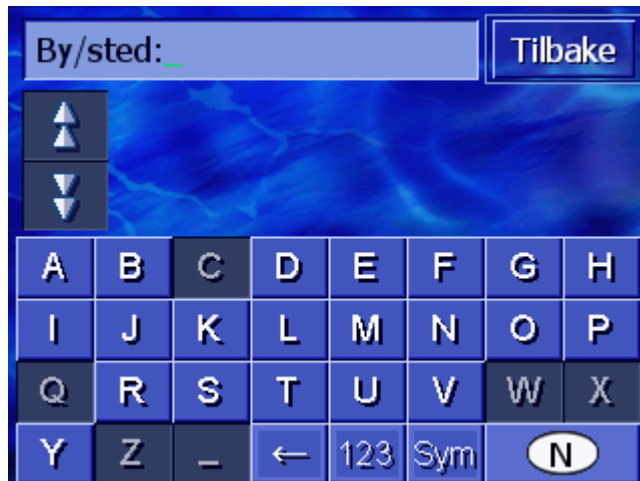 By/sted:_ Tilbake
A B C D E F G H
I J K L M N O P
Q R S T U V W X
Y Z _ ← 123 Sym N